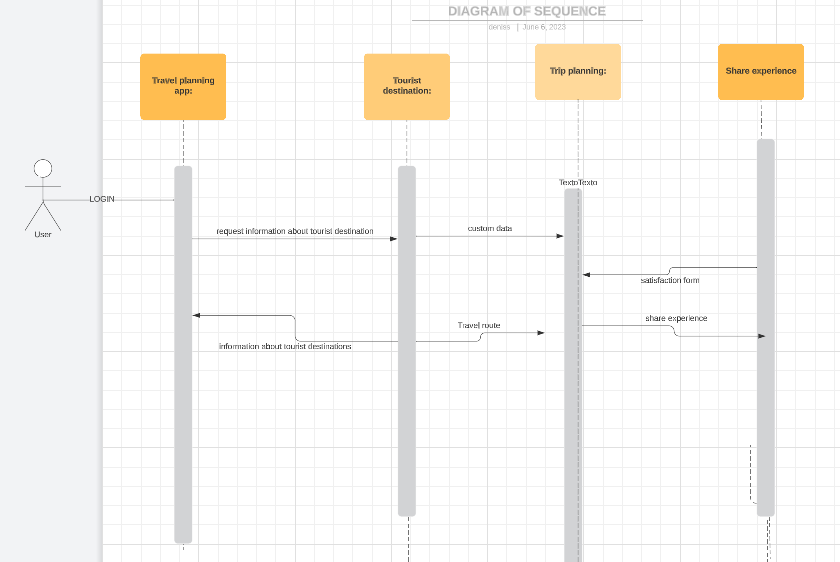 DIAGRAM OF SEQUENCE
deniss | June 6, 2023
Travel planning
app:
Tourist
destination:
Trip planning:
Share experience
TextoTexto
LOGIN
User
request information about tourist destination
custom data
satisfaction form
share experience
Travel route
information about tourist destinations